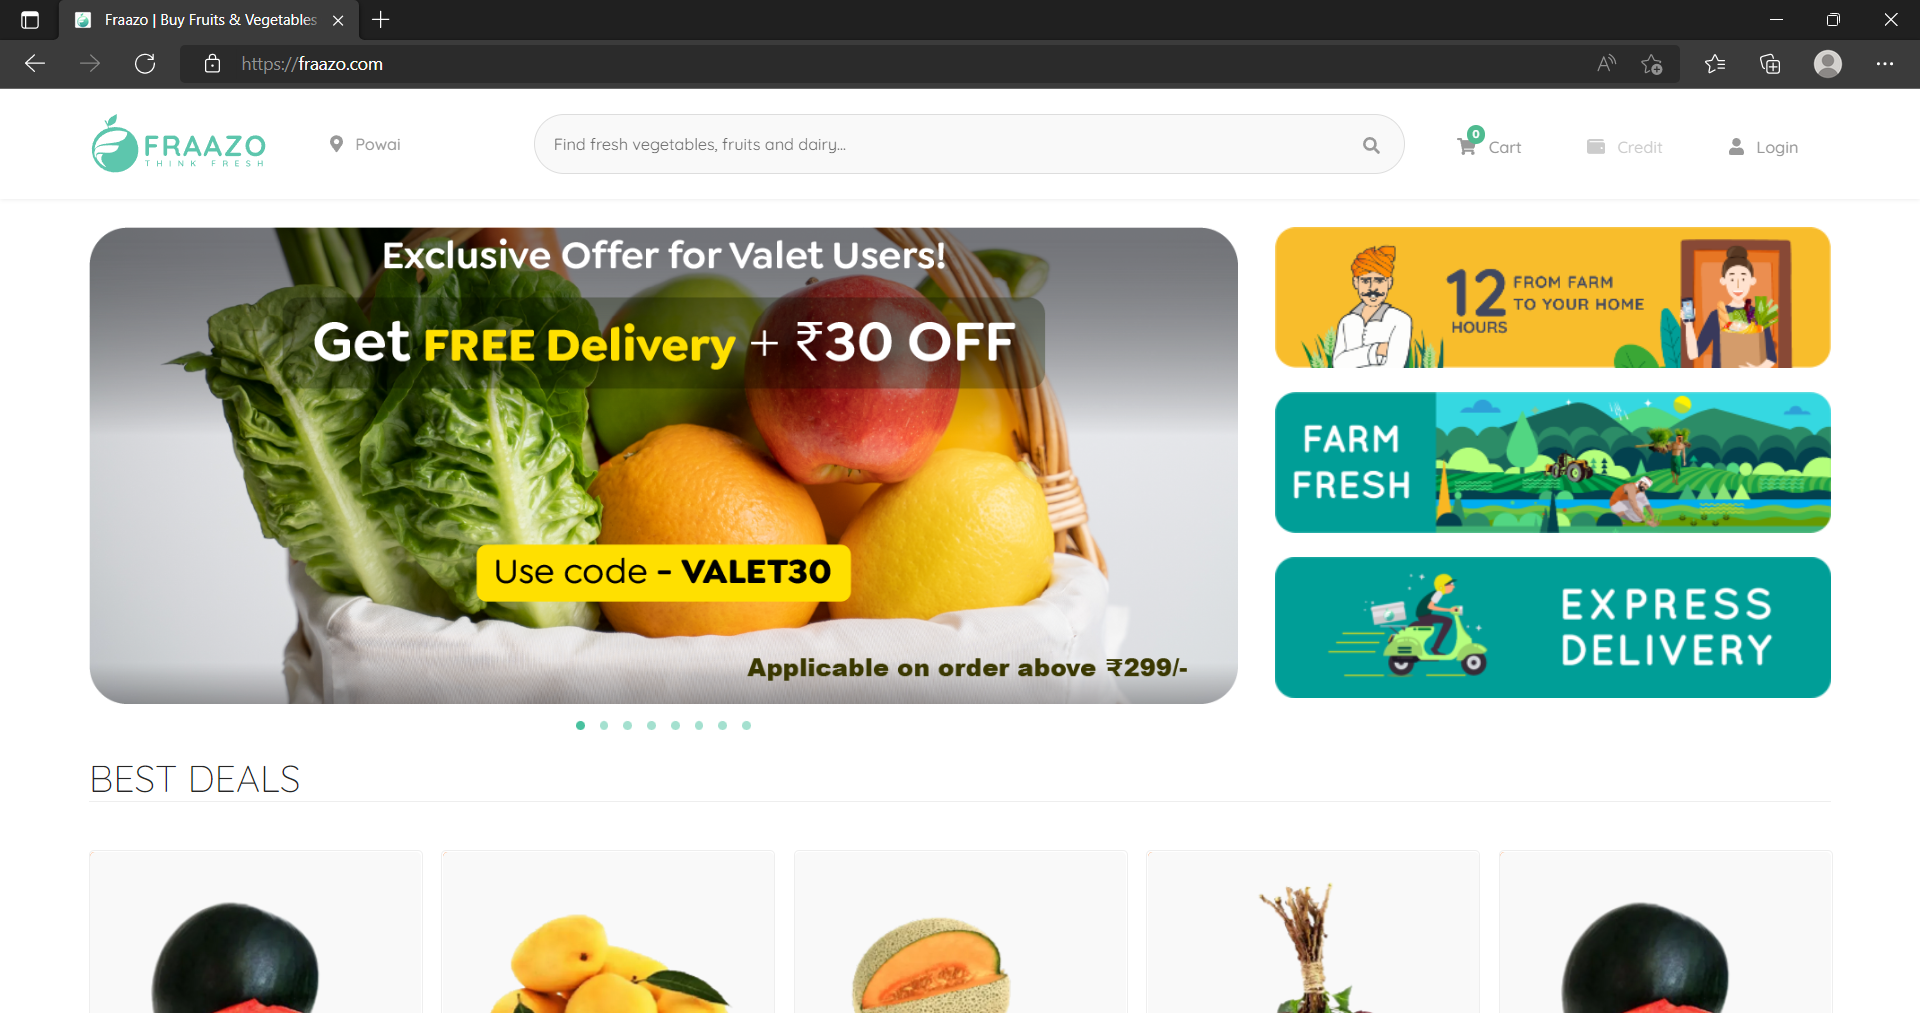 Fraazo | Buy Fruits & Vegetables
https://fraazo.com
FRAAZO
THINK FRESH
Powai
Find fresh vegetables, fruits and dairy...
0
Cart
Credit
Login
Exclusive Offer for Valet Users!
Get FREE Delivery + ₹30 OFF
Use code - VALET30
Applicable on order above ₹299/-
12 FROM FARM
HOURS TO YOUR HOME
FARM
FRESH
EXPRESS
DELIVERY
BEST DEALS